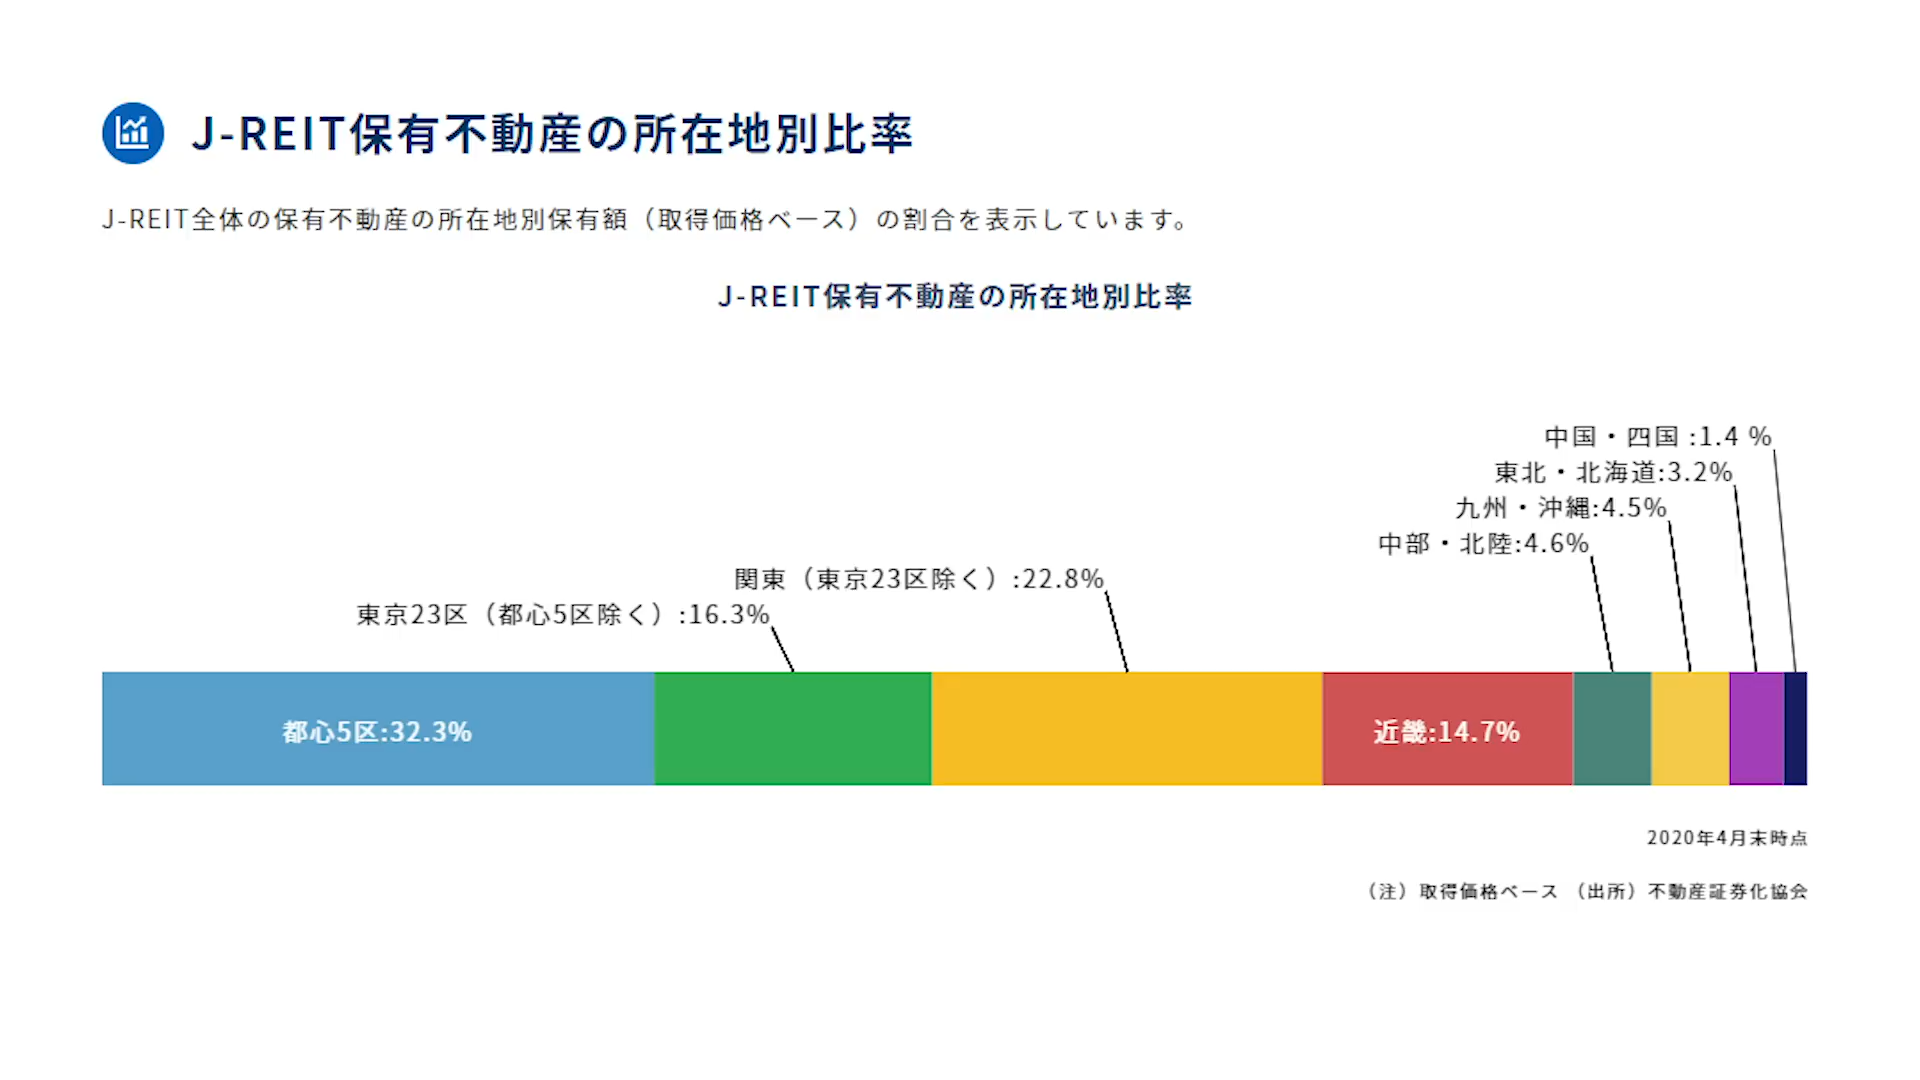 J-REIT保有不動産の所在地別比率
J-REIT全体の保有不動産の所在地別保有額（取得価格ベース）の割合を表示しています。
J-REIT保有不動産の所在地別比率
中国・四国 :1.4 %
東北・北海道:3.2%
九州・沖縄:4.5%
中部・北陸:4.6%
関東（東京23区除く）:22.8%
東京23区（都心5区除く）:16.3%
都心5区:32.3%
近畿:14.7%
2020年4月末時点
（注）取得価格ベース （出所）不動産証券化協会